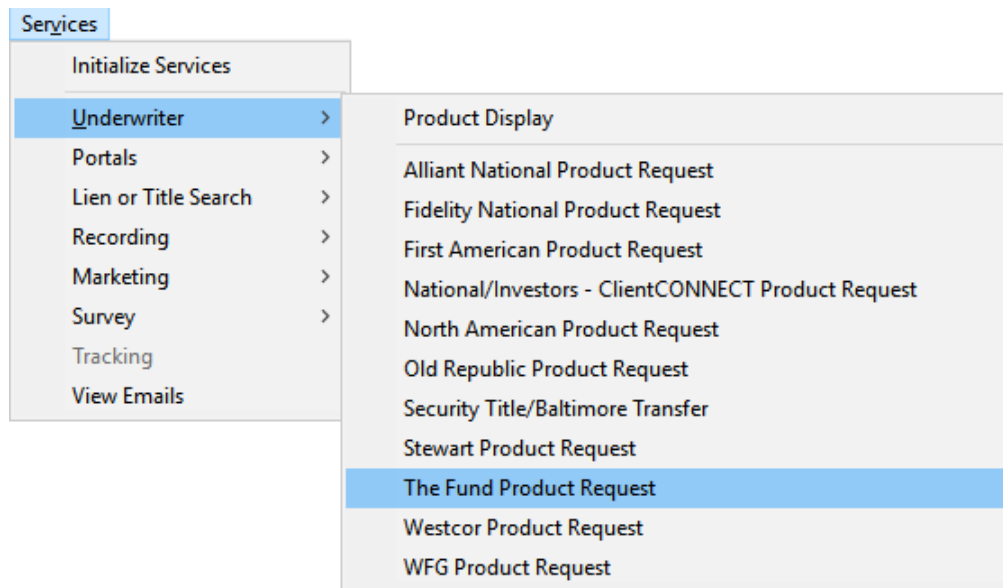 Services
Initialize Services
Underwriter
Portals
Lien or Title Search
Recording
Marketing
Survey
Tracking
View Emails
Product Display
Alliant National Product Request
Fidelity National Product Request
First American Product Request
National/Investors - ClientCONNECT Product Request
North American Product Request
Old Republic Product Request
Security Title/Baltimore Transfer
Stewart Product Request
The Fund Product Request
Westcor Product Request
WFG Product Request